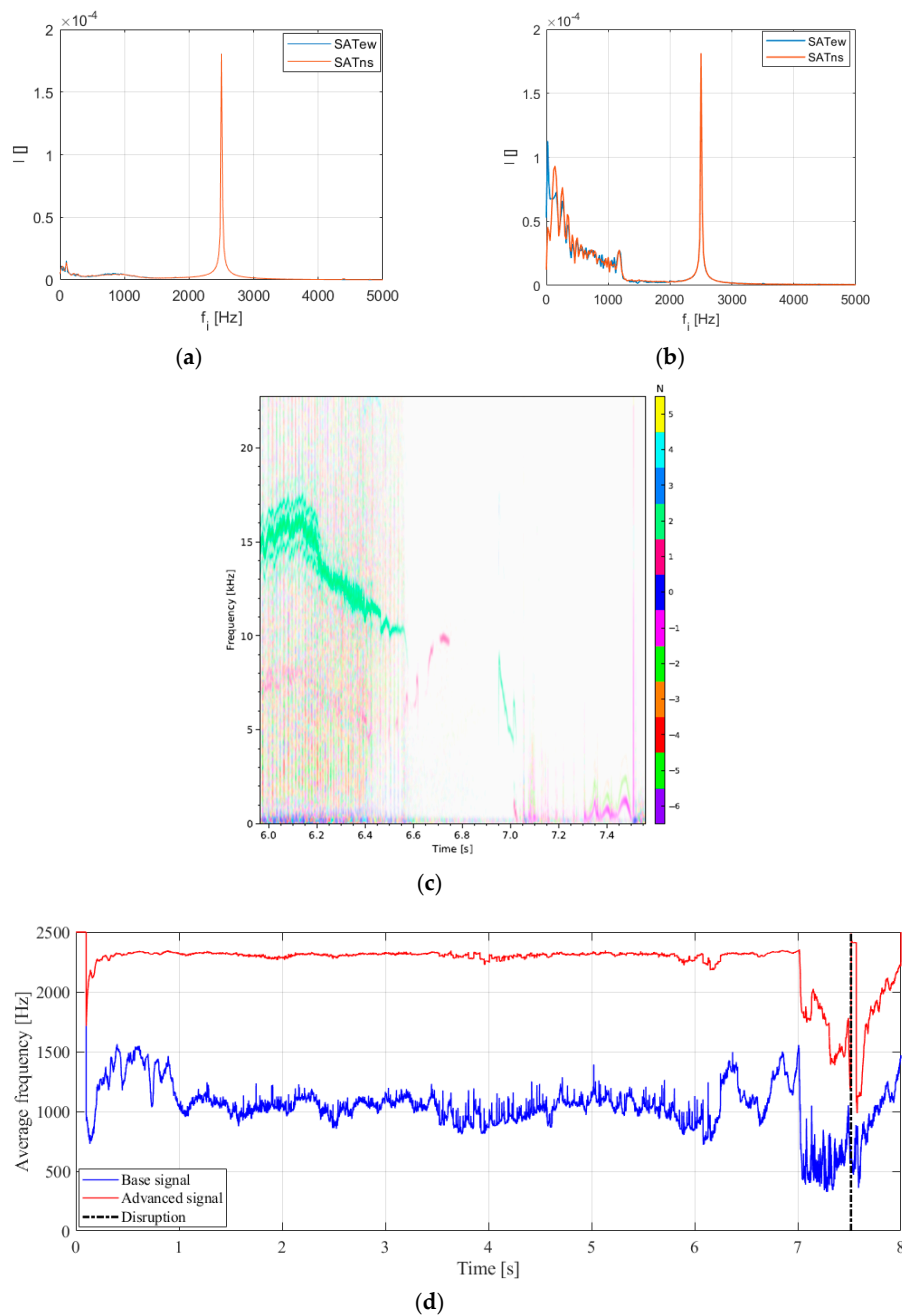 ×10⁻⁴
2
1.5
1
0.5
0
I []
SATew
SATns
0 1000 2000 3000 4000 5000
f_i [Hz]
(a)
×10⁻⁴
2
1.5
1
0.5
0
I []
SATew
SATns
0 1000 2000 3000 4000 5000
f_i [Hz]
(b)
20
15
10
5
0
Frequency [kHz]
6.0 6.2 6.4 6.6 6.8 7.0 7.2 7.4
Time [s]
N
5
4
3
2
1
0
−1
−2
−3
−4
−5
−6
(c)
2500
2000
1500
1000
500
0
Average frequency [Hz]
Base signal
Advanced signal
Disruption
0 1 2 3 4 5 6 7 8
Time [s]
(d)